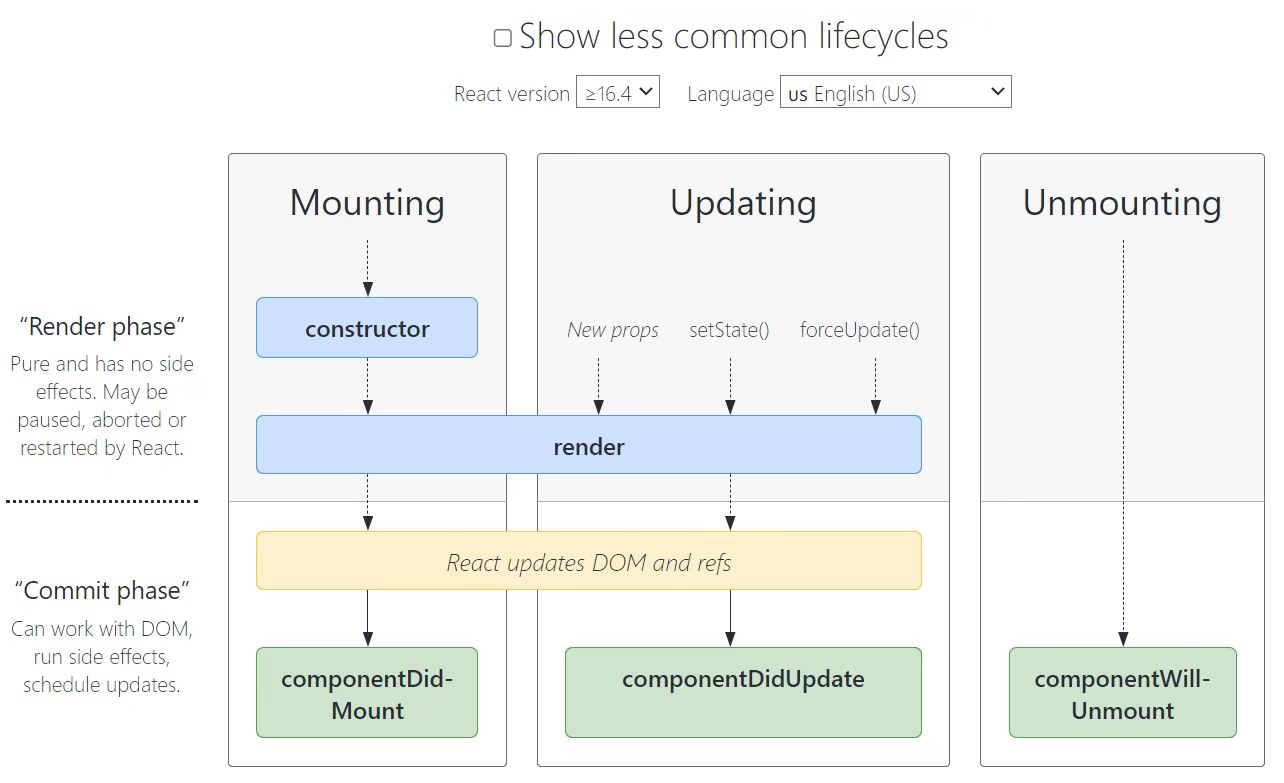 Show less common lifecycles
React version ≥16.4 Language us English (US)
Mounting
Updating
Unmounting
“Render phase”
Pure and has no side
effects. May be
paused, aborted or
restarted by React.
constructor
New props
setState()
forceUpdate()
render
“Commit phase”
Can work with DOM,
run side effects,
schedule updates.
React updates DOM and refs
componentDid-
Mount
componentDidUpdate
componentWill-
Unmount